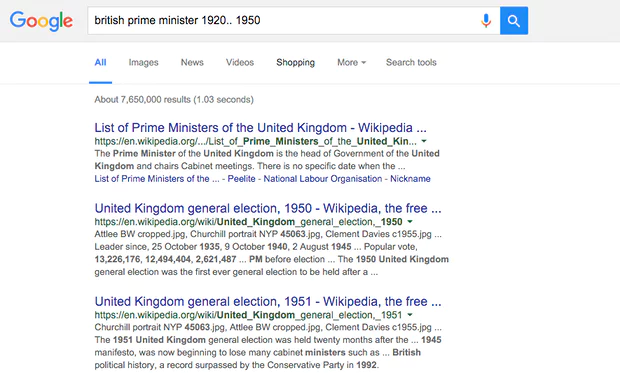 Google
british prime minister 1920.. 1950
All Images News Videos Shopping More Search tools
About 7,650,000 results (1.03 seconds)
List of Prime Ministers of the United Kingdom - Wikipedia ...
https://en.wikipedia.org/.../List_of_Prime_Ministers_of_the_United_Kin...
The Prime Minister of the United Kingdom is the head of Government of the United
Kingdom and chairs Cabinet meetings. There is no specific date when the ...
List of Prime Ministers of the ... - Peelite - National Labour Organisation - Nickname
United Kingdom general election, 1950 - Wikipedia, the free ...
https://en.wikipedia.org/wiki/United_Kingdom_general_election,_1950
Attlee BW cropped.jpg, Churchill portrait NYP 45063.jpg, Clement Davies c1955.jpg ...
Leader since, 25 October 1935, 9 October 1940, 2 August 1945 ... Popular vote,
13,226,176, 12,494,404, 2,621,487 ... PM before election ... The 1950 United Kingdom
general election was the first ever general election to be held after a ...
United Kingdom general election, 1951 - Wikipedia, the free ...
https://en.wikipedia.org/wiki/United_Kingdom_general_election,_1951
Churchill portrait NYP 45063.jpg, Attlee BW cropped.jpg, Clement Davies c1955.jpg ...
The 1951 United Kingdom general election was held twenty months after the ... 1945
manifesto, was now beginning to lose many cabinet ministers such as ... British
political history, a record surpassed by the Conservative Party in 1992.